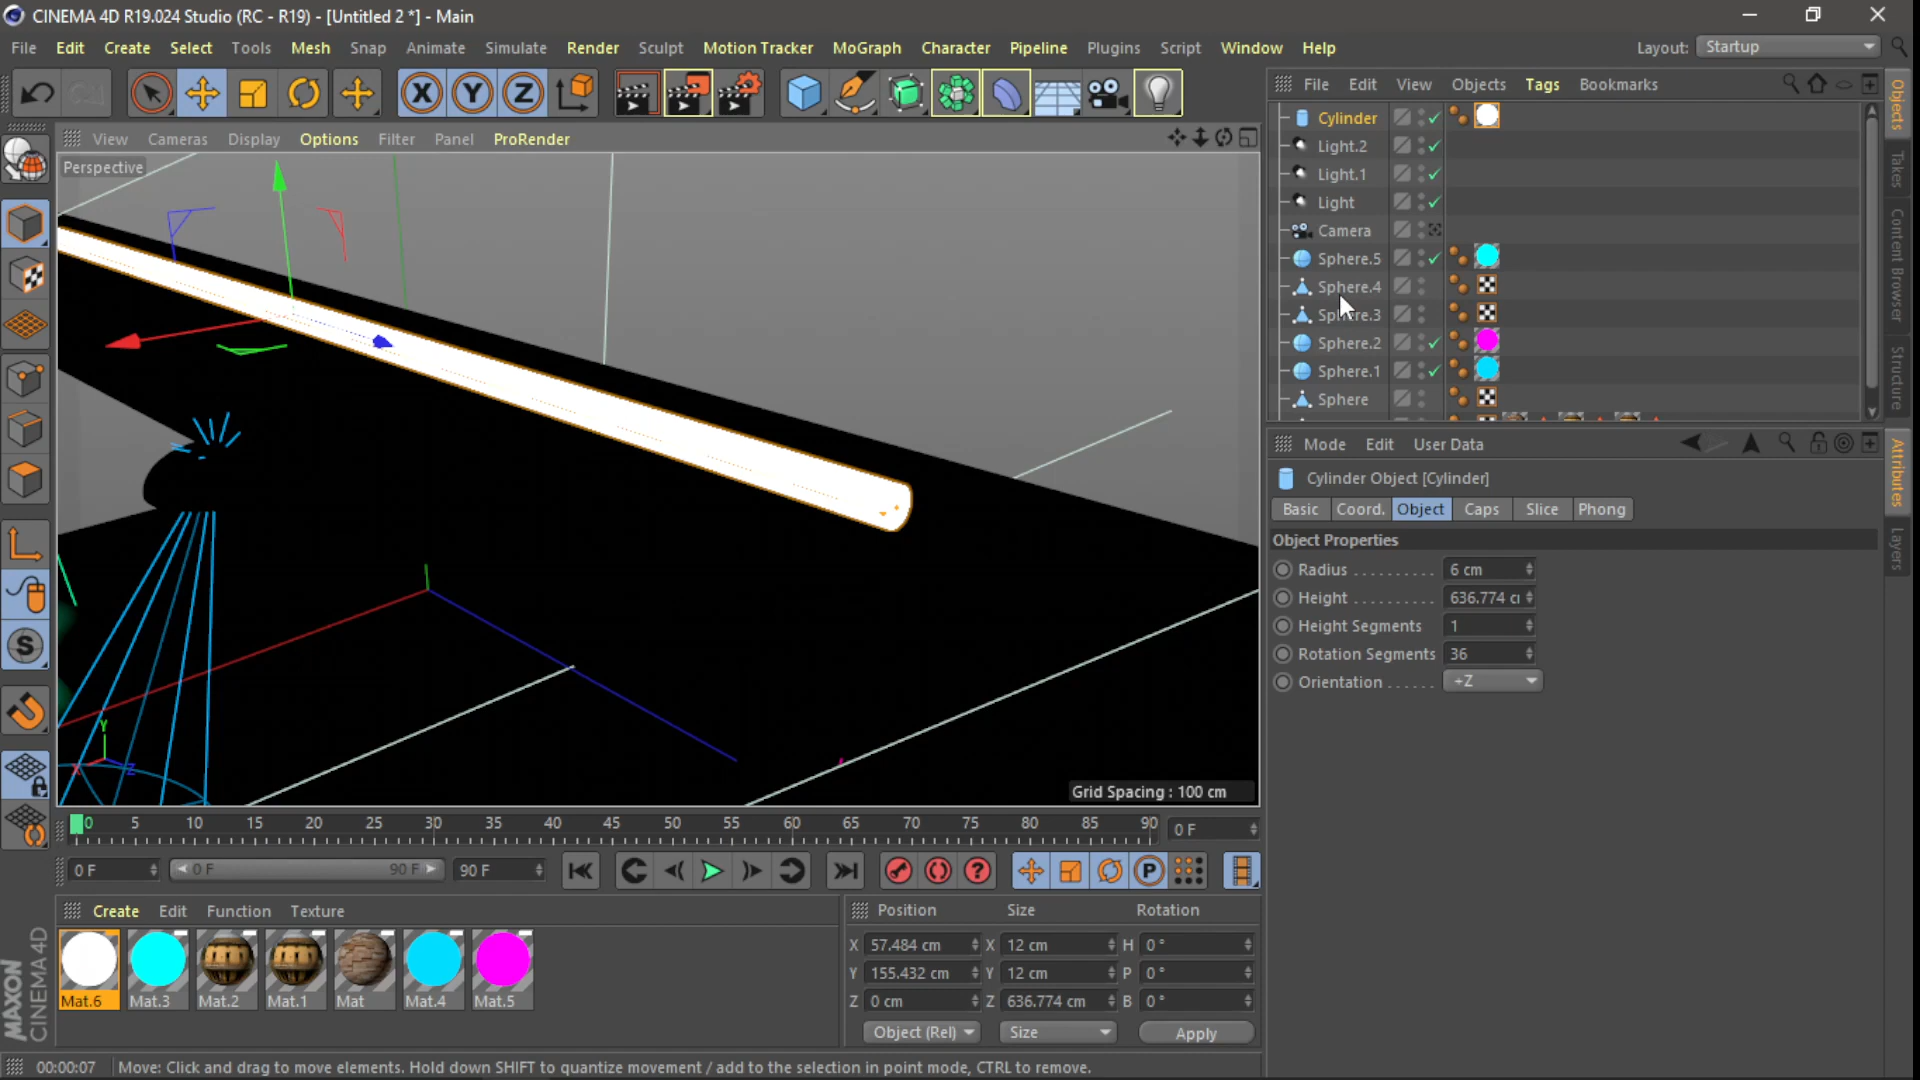 CINEMA 4D R19.024 Studio (RC - R19) - [Untitled 2 *] - Main
File Edit Create Select Tools Mesh Snap Animate Simulate Render Sculpt Motion Tracker MoGraph Character Pipeline Plugins Script Window Help Layout: Startup
File Edit View Objects Tags Bookmarks
View Cameras Display Options Filter Panel ProRender
Perspective
Cylinder
Light.2
Light.1
Light
Camera
Sphere.5
Sphere.4
Sphere.3
Sphere.2
Sphere.1
Sphere
Objects
Takes
Content Browser
Structure
Mode Edit User Data
Cylinder Object [Cylinder]
Basic Coord. Object Caps Slice Phong
Object Properties
Radius . . . . . . . . . . 6 cm
Height . . . . . . . . . . 636.774 c
Height Segments 1
Rotation Segments 36
Orientation . . . . . . +Z
Attributes
Layers
Y
X
Z
Grid Spacing : 100 cm
0 5 10 15 20 25 30 35 40 45 50 55 60 65 70 75 80 85 90 0 F
0 F 0 F 90 F 90 F
Create Edit Function Texture
Mat.6 Mat.3 Mat.2 Mat.1 Mat Mat.4 Mat.5
Position Size Rotation
X 57.484 cm X 12 cm H 0 °
Y 155.432 cm Y 12 cm P 0 °
Z 0 cm Z 636.774 cm B 0 °
Object (Rel) Size Apply
MAXON
CINEMA 4D
00:00:07 Move: Click and drag to move elements. Hold down SHIFT to quantize movement / add to the selection in point mode, CTRL to remove.